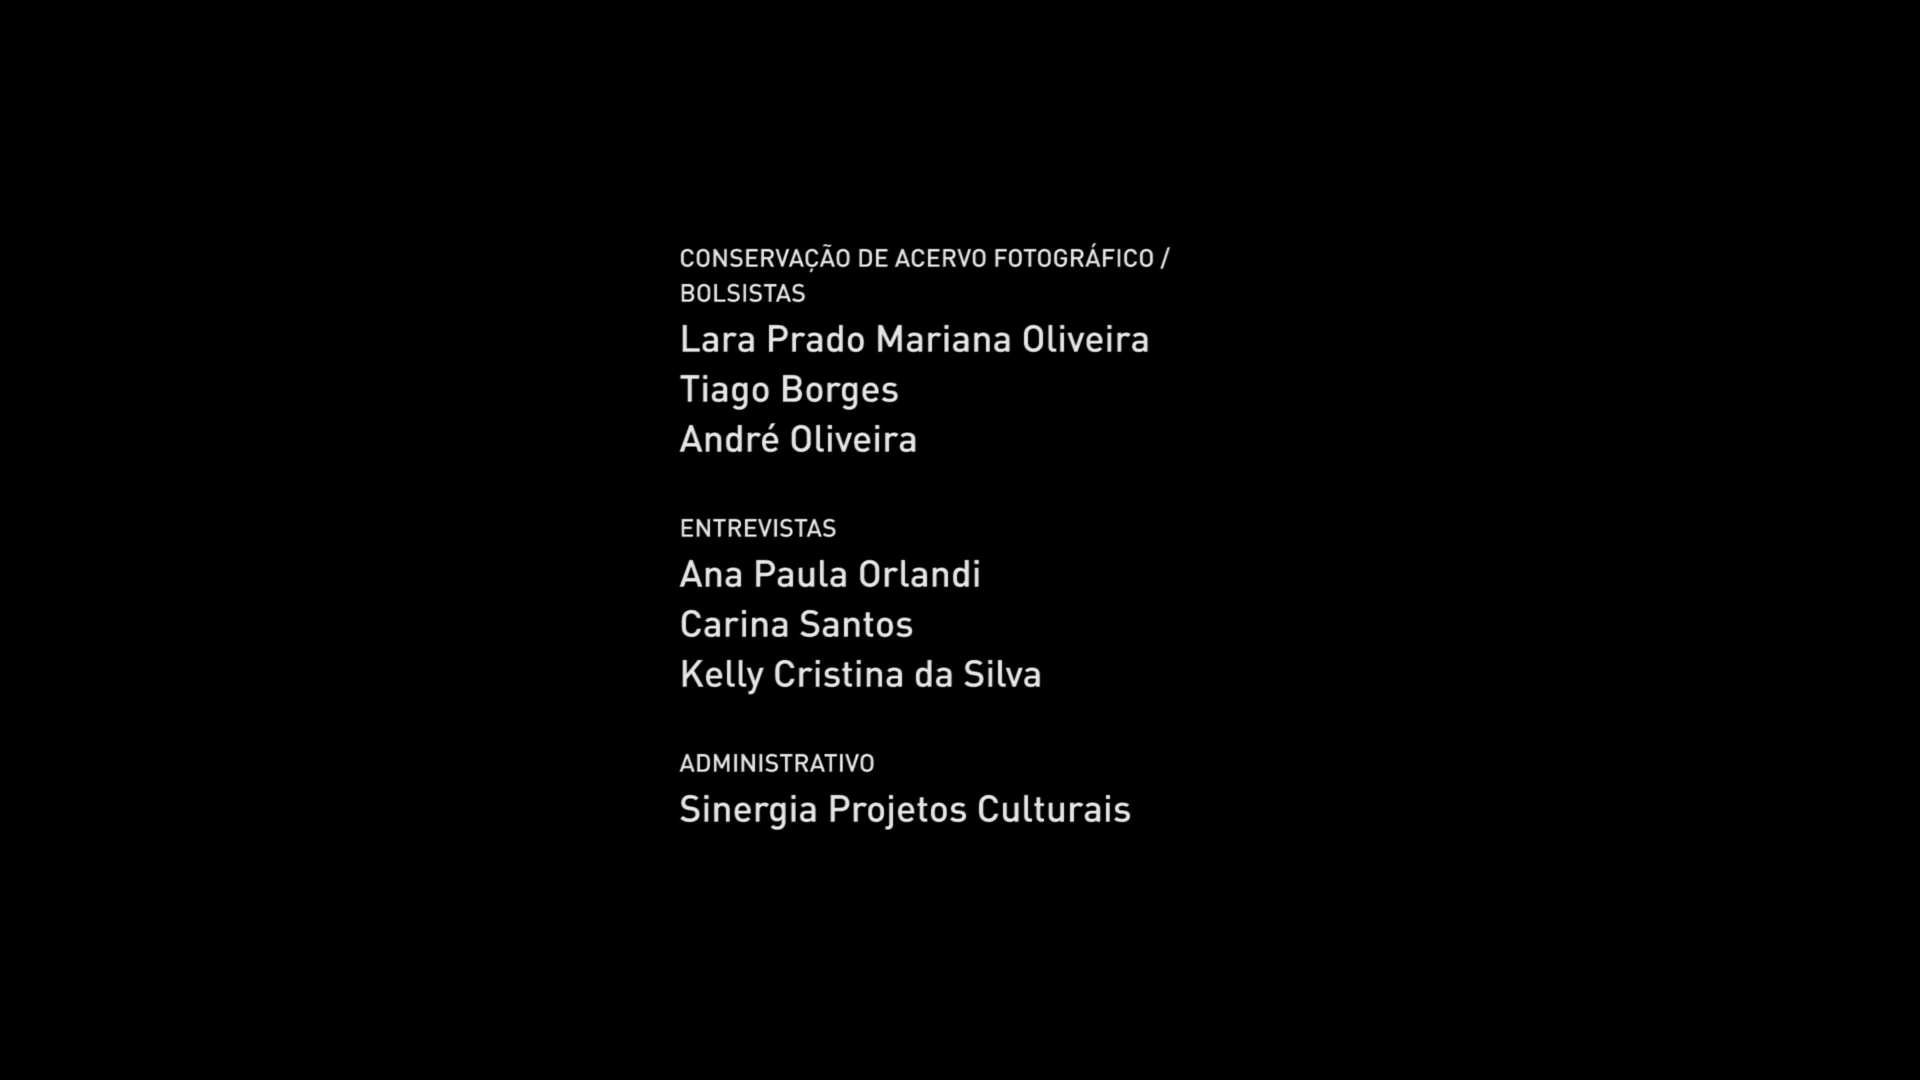 CONSERVAÇÃO DE ACERVO FOTOGRÁFICO /
BOLSISTAS
Lara Prado Mariana Oliveira
Tiago Borges
André Oliveira
ENTREVISTAS
Ana Paula Orlandi
Carina Santos
Kelly Cristina da Silva
ADMINISTRATIVO
Sinergia Projetos Culturais